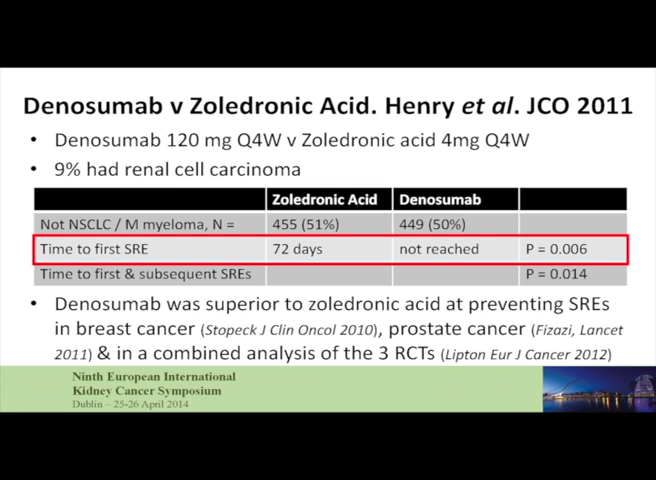 Denosumab v Zoledronic Acid. Henry et al. JCO 2011
• Denosumab 120 mg Q4W v Zoledronic acid 4mg Q4W
• 9% had renal cell carcinoma
Zoledronic Acid Denosumab
Not NSCLC / M myeloma, N = 455 (51%) 449 (50%)
Time to first SRE 72 days not reached P = 0.006
Time to first & subsequent SREs P = 0.014
• Denosumab was superior to zoledronic acid at preventing SREs
in breast cancer (Stopeck J Clin Oncol 2010), prostate cancer (Fizazi, Lancet
2011) & in a combined analysis of the 3 RCTs (Lipton Eur J Cancer 2012)
Ninth European International
Kidney Cancer Symposium
Dublin – 25-26 April 2014